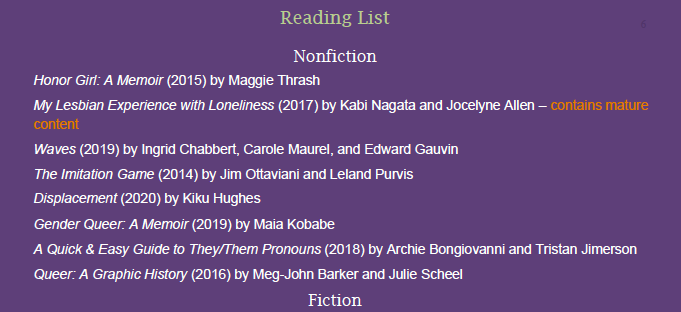 Reading List
6
Nonfiction
Honor Girl: A Memoir (2015) by Maggie Thrash
My Lesbian Experience with Loneliness (2017) by Kabi Nagata and Jocelyne Allen – contains mature
content
Waves (2019) by Ingrid Chabbert, Carole Maurel, and Edward Gauvin
The Imitation Game (2014) by Jim Ottaviani and Leland Purvis
Displacement (2020) by Kiku Hughes
Gender Queer: A Memoir (2019) by Maia Kobabe
A Quick & Easy Guide to They/Them Pronouns (2018) by Archie Bongiovanni and Tristan Jimerson
Queer: A Graphic History (2016) by Meg-John Barker and Julie Scheel
Fiction